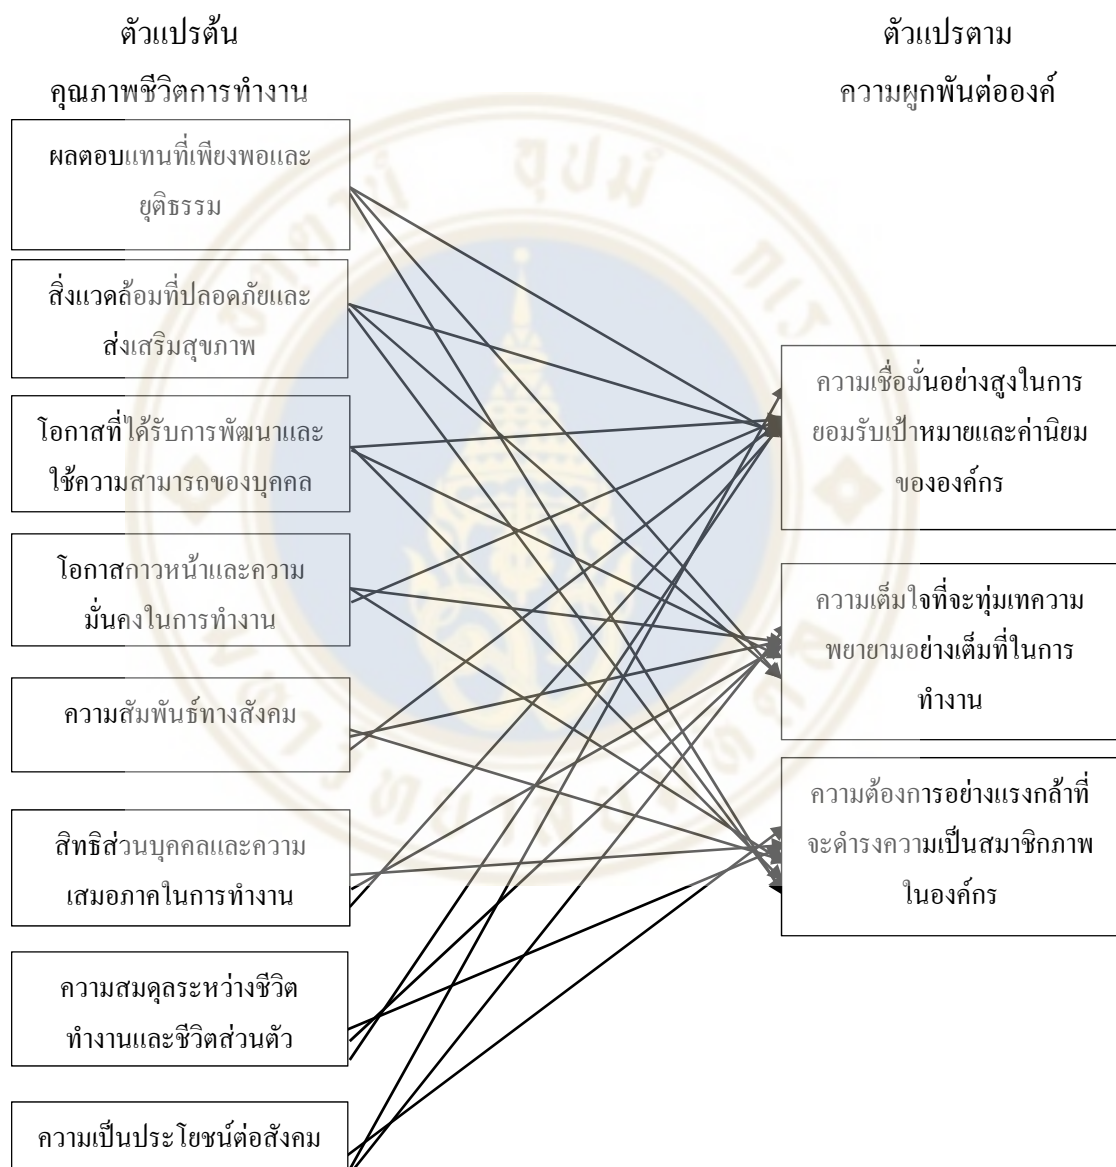 ตัวแปรต้น
คุณภาพชีวิตการทำงาน
ตัวแปรตาม
ความผูกพันต่อองค์
ผลตอบแทนที่เพียงพอและ
ยุติธรรม
สิ่งแวดล้อมที่ปลอดภัยและ
ส่งเสริมสุขภาพ
โอกาสที่ได้รับการพัฒนาและ
ใช้ความสามารถของบุคคล
โอกาสกาวหน้าและความ
มั่นคงในการทำงาน
ความสัมพันธ์ทางสังคม
สิทธิส่วนบุคคลและความ
เสมอภาคในการทำงาน
ความสมดุลระหว่างชีวิต
ทำงานและชีวิตส่วนตัว
ความเป็นประโยชน์ต่อสังคม
ความเชื่อมั่นอย่างสูงในการ
ยอมรับเป้าหมายและค่านิยม
ขององค์กร
ความเต็มใจที่จะทุ่มเทความ
พยายามอย่างเต็มที่ในการ
ทำงาน
ความต้องการอย่างแรงกล้าที่
จะดำรงความเป็นสมาชิกภาพ
ในองค์กร